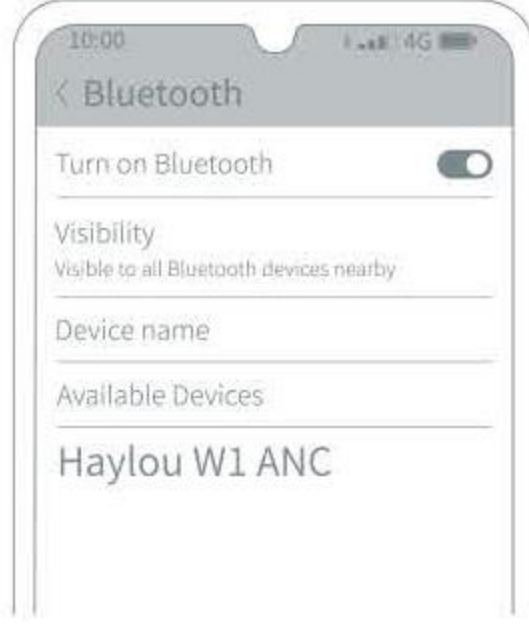 10:00 4G
Bluetooth
Turn on Bluetooth
Visibility
Visible to all Bluetooth devices nearby
Device name
Available Devices
Haylou W1 ANC